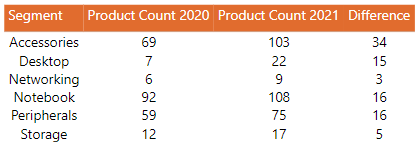 Segment Product Count 2020 Product Count 2021 Difference
Accessories 69 103 34
Desktop 7 22 15
Networking 6 9 3
Notebook 92 108 16
Peripherals 59 75 16
Storage 12 17 5